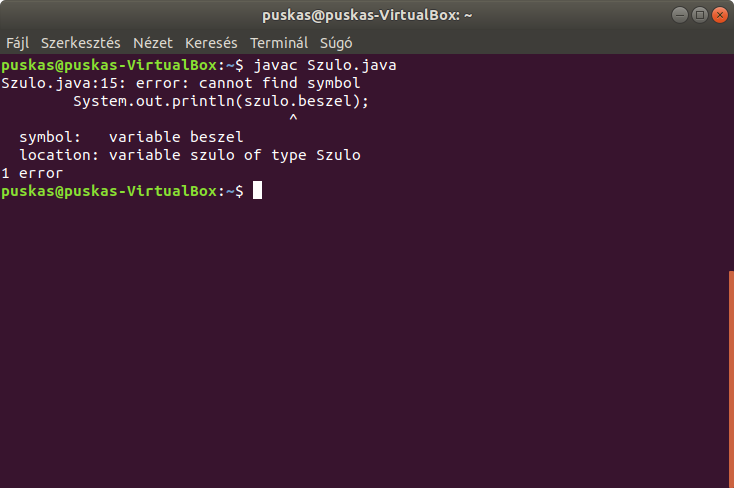 puskas@puskas-VirtualBox: ~
Fájl Szerkesztés Nézet Keresés Terminál Súgó
puskas@puskas-VirtualBox:~$ javac Szulo.java
Szulo.java:15: error: cannot find symbol
        System.out.println(szulo.beszel);
                                ^
  symbol:   variable beszel
  location: variable szulo of type Szulo
1 error
puskas@puskas-VirtualBox:~$